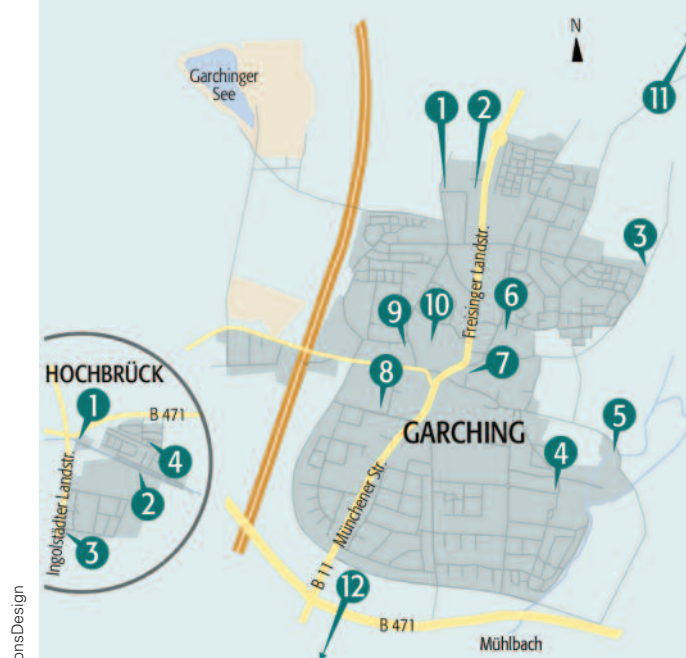 N
Garchinger
See
11
1
2
3
Freisinger Landstr.
6
9
10
7
8
HOCHBRÜCK
1
B 471
4
2
Ingolstädter Landstr.
3
GARCHING
5
4
Münchener Str.
B 11
12
B 471
Mühlbach
onsDesign